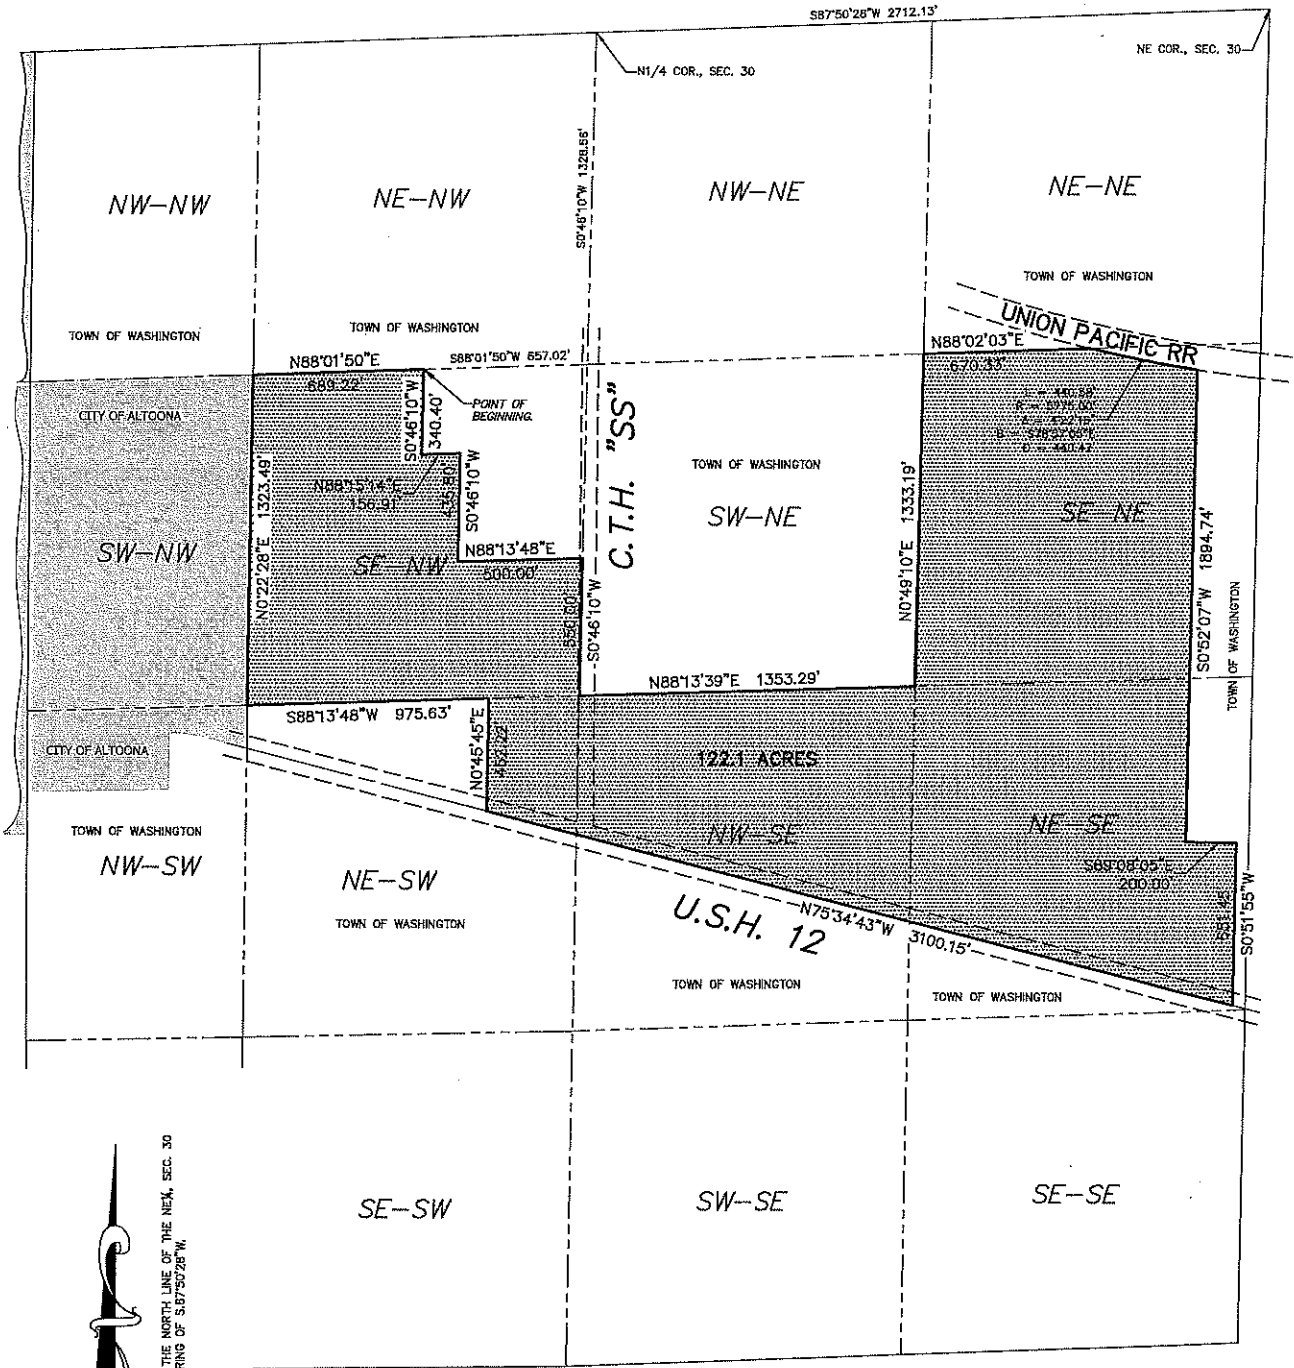 S87°50'28"W 2712.13'
NE COR., SEC. 30
N1/4 COR., SEC. 30
S0°46'10"W 1328.56'
NW-NW
NE-NW
NW-NE
NE-NE
TOWN OF WASHINGTON
TOWN OF WASHINGTON
TOWN OF WASHINGTON
UNION PACIFIC RR
N88°01'50"E
689.22'
S88°01'50"W 657.02'
N88°02'03"E
670.33'
CITY OF ALTOONA
POINT OF
BEGINNING.
S0°46'10"W
340.40'
C.T.H. "SS"
TOWN OF WASHINGTON
N88°15'14"E
156.91'
S0°46'10"W
N0°22'28"E 1323.49'
SW-NW
SE-NW
SW-NE
SE-NE
N88°13'48"E
500.00'
550.00'
S0°46'10"W
N0°49'10"E 1333.19'
S0°52'07"W 1894.74'
TOWN OF WASHINGTON
N88°13'39"E 1353.29'
S88°13'48"W 975.63'
CITY OF ALTOONA
N0°45'45"E
122.1 ACRES
TOWN OF WASHINGTON
NW-SW
NE-SW
TOWN OF WASHINGTON
NW-SE
NE-SE
S89°08'05"E
200.00'
S0°51'55"W
U.S.H. 12
N75°34'43"W 3100.15'
TOWN OF WASHINGTON
TOWN OF WASHINGTON
SE-SW
SW-SE
SE-SE
THE NORTH LINE OF THE NE¼, SEC. 30
RING OF S.87°50'28"W.